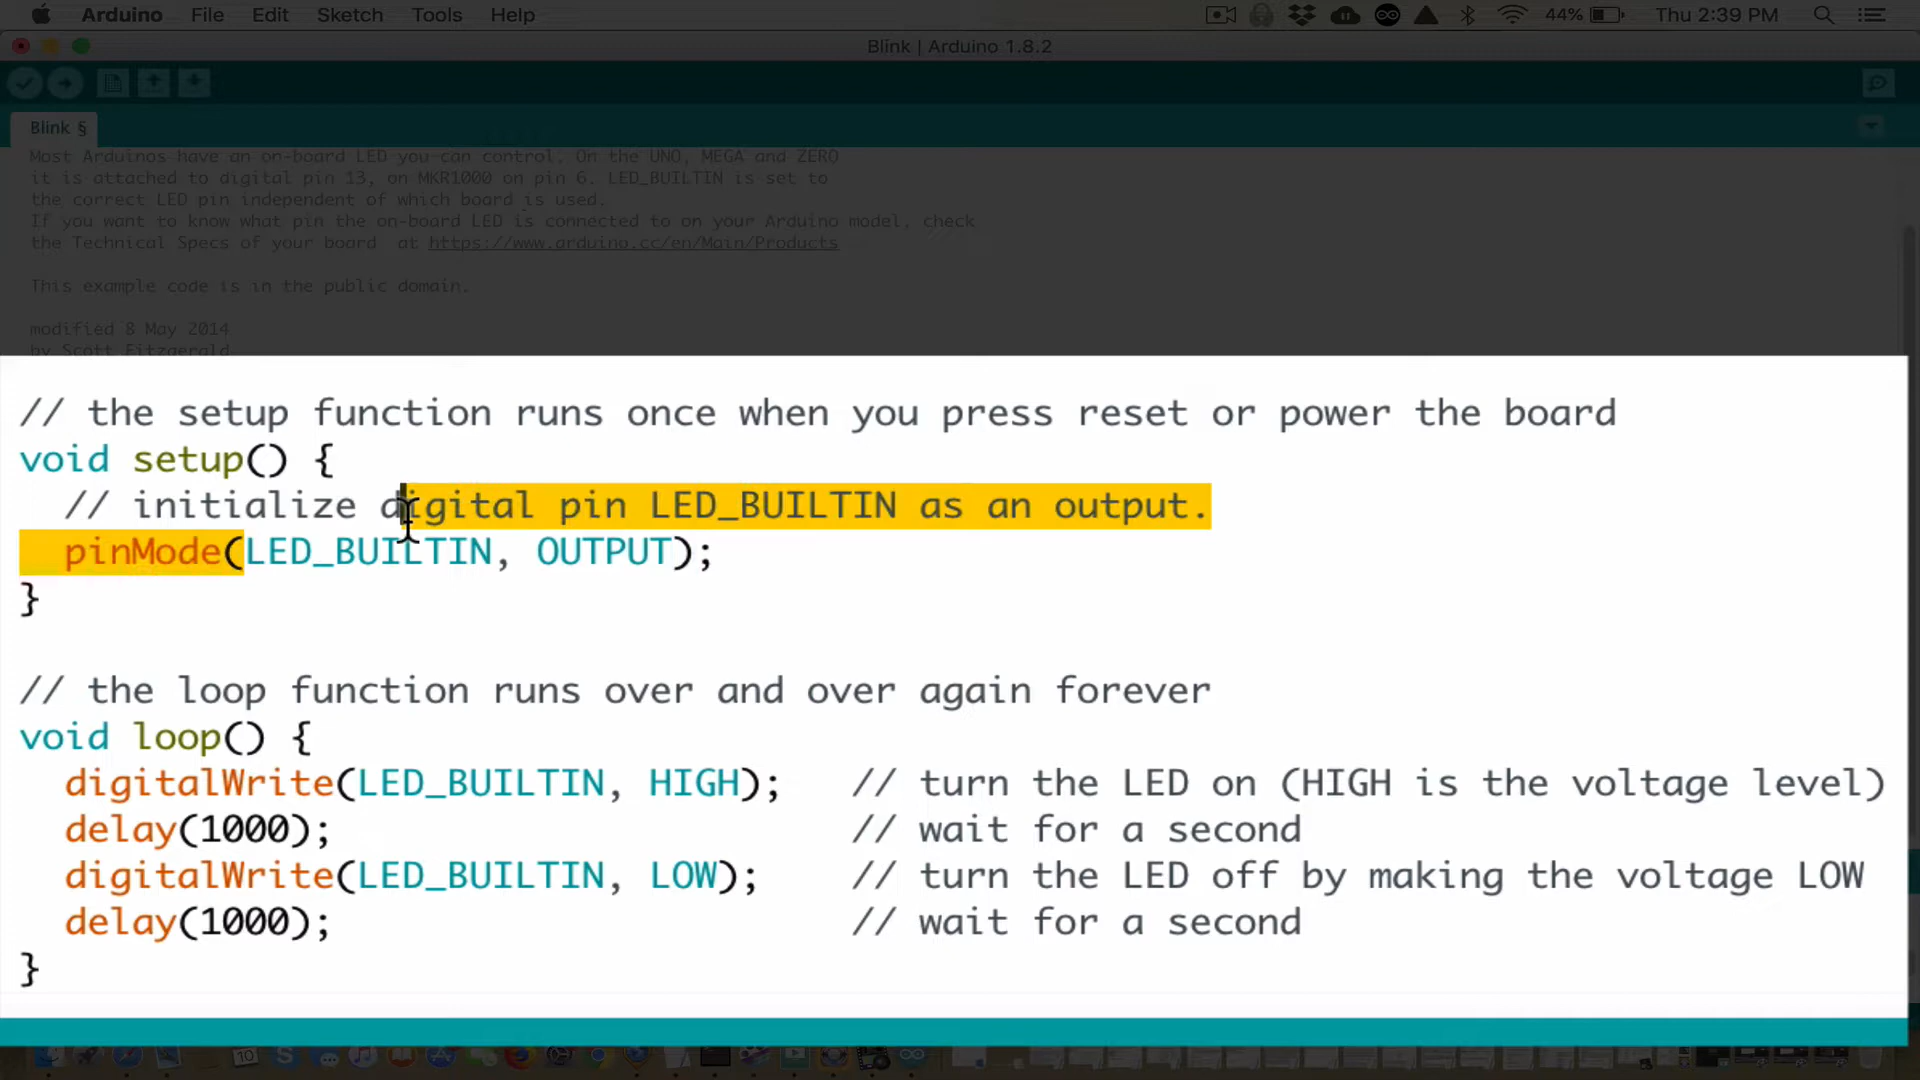 Arduino File Edit Sketch Tools Help 44% Thu 2:39 PM
Blink | Arduino 1.8.2
Blink §
Most Arduinos have an on-board LED you can control. On the UNO, MEGA and ZERO
it is attached to digital pin 13, on MKR1000 on pin 6. LED_BUILTIN is set to
the correct LED pin independent of which board is used.
If you want to know what pin the on-board LED is connected to on your Arduino model, check
the Technical Specs of your board at https://www.arduino.cc/en/Main/Products
This example code is in the public domain.
modified 8 May 2014
by Scott Fitzgerald
// the setup function runs once when you press reset or power the board
void setup() {
// initialize digital pin LED_BUILTIN as an output.
pinMode(LED_BUILTIN, OUTPUT);
}
// the loop function runs over and over again forever
void loop() {
digitalWrite(LED_BUILTIN, HIGH); // turn the LED on (HIGH is the voltage level)
delay(1000); // wait for a second
digitalWrite(LED_BUILTIN, LOW); // turn the LED off by making the voltage LOW
delay(1000); // wait for a second
}
10